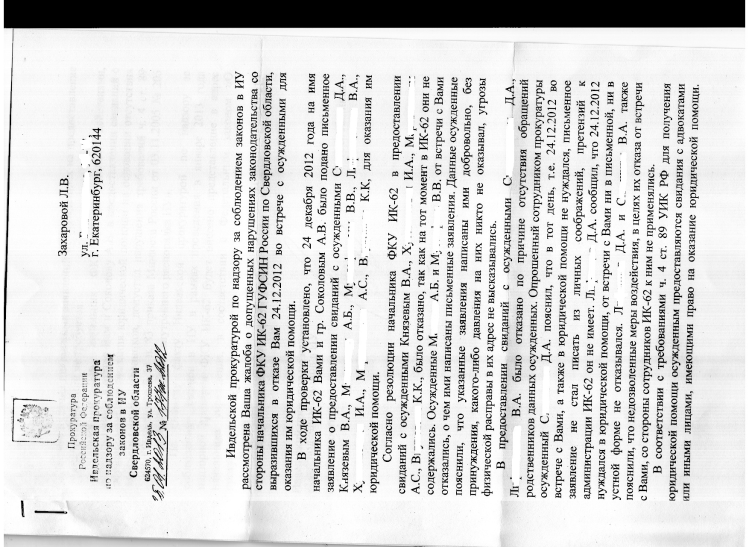 Прокуратура
Российской Федерации
Ивдельская прокуратура
по надзору за соблюдением
законов в ИУ
Свердловской области
624570, г. Ивдель, ул. Трошева, 37
Захаровой Л.В.
ул.
г. Екатеринбург, 620144
Ивдельской прокуратурой по надзору за соблюдением законов в ИУ
рассмотрена Ваша жалоба о допущенных нарушениях законодательства со
стороны начальника ФКУ ИК-62 ГУФСИН России по Свердловской области,
выразившихся в отказе Вам 24.12.2012 во встрече с осужденными для
оказания им юридической помощи.
В ходе проверки установлено, что 24 декабря 2012 года на имя
начальника ИК-62 Вами и гр. Соколовым А.В. было подано письменное
заявление о предоставлении свиданий с осужденными С Д.А.,
Князевым В.А., М А.Б., М В.В., Л. В.А.,
Х И.А., М А.С., В. К.К, для оказания им
юридической помощи.
Согласно резолюции начальника ФКУ ИК-62 в предоставлении
свиданий с осужденными Князевым В.А., Х И.А., М.
А.С., В К.К, было отказано, так как на тот момент в ИК-62 они не
содержались. Осужденные М. А.Б. и М В.В. от встречи с Вами
отказались, о чем ими написаны письменные заявления. Данные осужденные
пояснили, что указанные заявления написаны ими добровольно, без
принуждения, какого-либо давления на них никто не оказывал, угрозы
физической расправы в их адрес не высказывались.
В предоставлении свиданий с осужденными С Д.А.,
Л В.А. было отказано по причине отсутствия обращений
родственников данных осужденных. Опрошенный сотрудником прокуратуры
осужденный С. Д.А. пояснил, что в тот день, т.е. 24.12.2012 во
встрече с Вами, а также в юридической помощи не нуждался, письменное
заявление не стал писать из личных соображений, претензий к
администрации ИК-62 он не имеет. Л Д.А. сообщил, что 24.12.2012
нуждался в юридической помощи, от встречи с Вами ни в письменной, ни в
устной форме не отказывался. Л Д.А. и С В.А. также
пояснили, что недозволенные меры воздействия, в целях их отказа от встречи
с Вами, со стороны сотрудников ИК-62 к ним не применялись.
В соответствии с требованиями ч. 4 ст. 89 УИК РФ для получения
юридической помощи осужденным предоставляются свидания с адвокатами
или иными лицами, имеющими право на оказание юридической помощи.